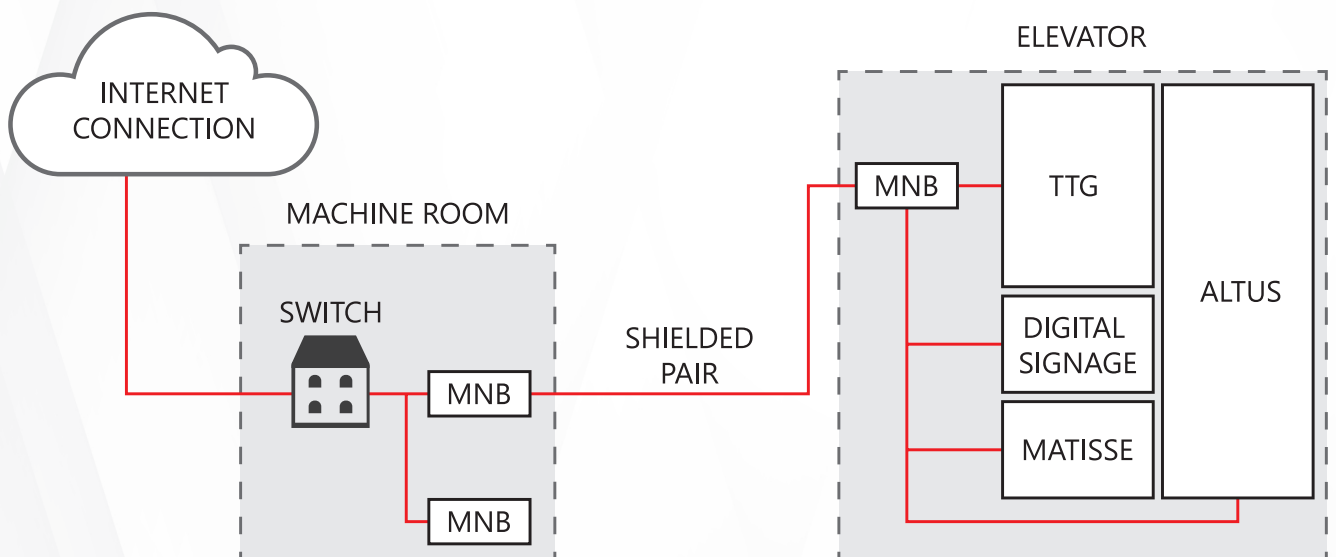 INTERNET
CONNECTION
MACHINE ROOM
SWITCH
MNB
MNB
SHIELDED
PAIR
ELEVATOR
MNB
TTG
DIGITAL
SIGNAGE
MATISSE
ALTUS